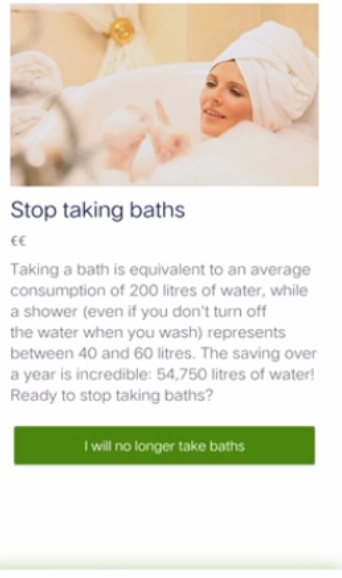 Stop taking baths
€€
Taking a bath is equivalent to an average
consumption of 200 litres of water, while
a shower (even if you don't turn off
the water when you wash) represents
between 40 and 60 litres. The saving over
a year is incredible: 54,750 litres of water!
Ready to stop taking baths?
I will no longer take baths